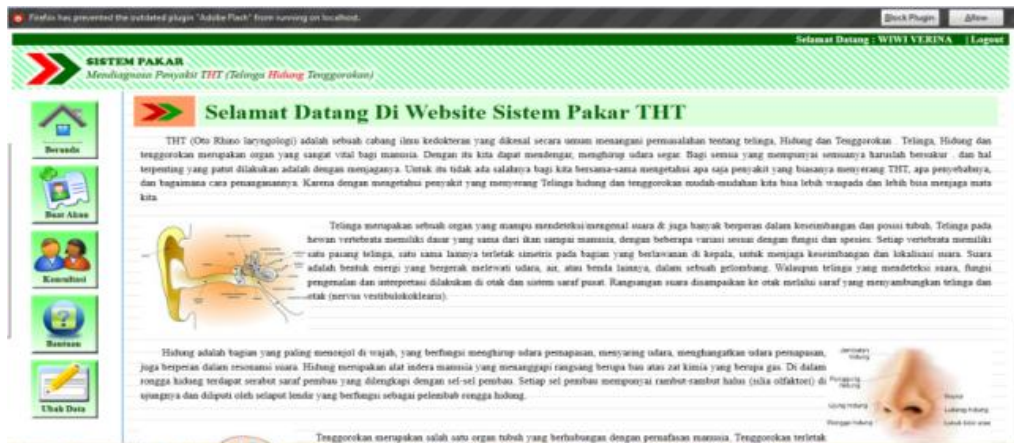 Firefox has prevented the outdated plugin "Adobe Flash" from running on localhost.
Block Plugin
Allow
Selamat Datang : WIWI VERINA | Logout
SISTEM PAKAR
Mendiagnosa Penyakit THT (Telinga Hidung Tenggorokan)
Beranda
Buat Akun
Konsultasi
Bantuan
Ubah Data
Selamat Datang Di Website Sistem Pakar THT
THT (Oto Rhino laryngologi) adalah sebuah cabang ilmu kedokteran yang dikenal secara umum menangani permasalahan tentang telinga, Hidung dan Tenggorokan . Telinga, Hidung dan
tenggorokan merupakan organ yang sangat vital bagi manusia. Dengan itu kita dapat mendengar, menghirup udara segar. Bagi semua yang mempunyai semuanya haruslah bersukur . dan hal
terpenting yang patut dilakukan adalah dengan menjaganya. Untuk itu tidak ada salahnya bagi kita bersama-sama mengetahui apa saja penyakit yang biasanya menyerang THT, apa penyebabnya,
dan bagaimana cara penanganannya. Karena dengan mengetahui penyakit yang menyerang Telinga hidung dan tenggorokan mudah-mudahan kita bisa lebih waspada dan lebih bisa menjaga mata
kita.
Telinga merupakan sebuah organ yang mampu mendeteksi/mengenal suara & juga banyak berperan dalam keseimbangan dan posisi tubuh. Telinga pada
hewan vertebrata memiliki dasar yang sama dari ikan sampai manusia, dengan beberapa variasi sesuai dengan fungsi dan spesies. Setiap vertebrata memiliki
satu pasang telinga, satu sama lainnya terletak simetris pada bagian yang berlawanan di kepala, untuk menjaga keseimbangan dan lokalisasi suara. Suara
adalah bentuk energi yang bergerak melewati udara, air, atau benda lainnya, dalam sebuah gelombang. Walaupun telinga yang mendeteksi suara, fungsi
pengenalan dan interpretasi dilakukan di otak dan sistem saraf pusat. Rangsangan suara disampaikan ke otak melalui saraf yang menyambungkan telinga dan
otak (nervus vestibulokoklearis).
Hidung adalah bagian yang paling menonjol di wajah, yang berfungsi menghirup udara pernapasan, menyaring udara, menghangatkan udara pernapasan,
juga berperan dalam resonansi suara. Hidung merupakan alat indera manusia yang menanggapi rangsang berupa bau atau zat kimia yang berupa gas. Di dalam
rongga hidung terdapat serabut saraf pembau yang dilengkapi dengan sel-sel pembau. Setiap sel pembau mempunyai rambut-rambut halus (silia olfaktori) di
ujungnya dan diliputi oleh selaput lendir yang berfungsi sebagai pelembab rongga hidung.
Jembatan
hidung
Punggung
hidung
Ujung hidung
Lubang hidung
Tenggorokan merupakan salah satu organ tubuh yang berhubungan dengan pernafasan manusia. Tenggorokan terletak